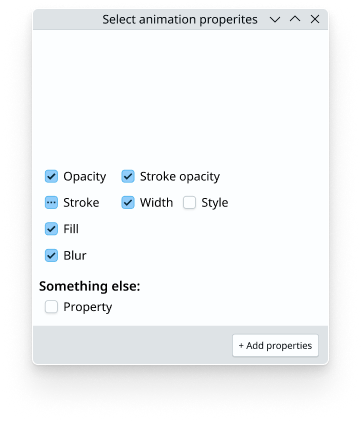 Select animation properites
Opacity Stroke opacity
Stroke Width Style
Fill
Blur
Something else:
Property
+ Add properties